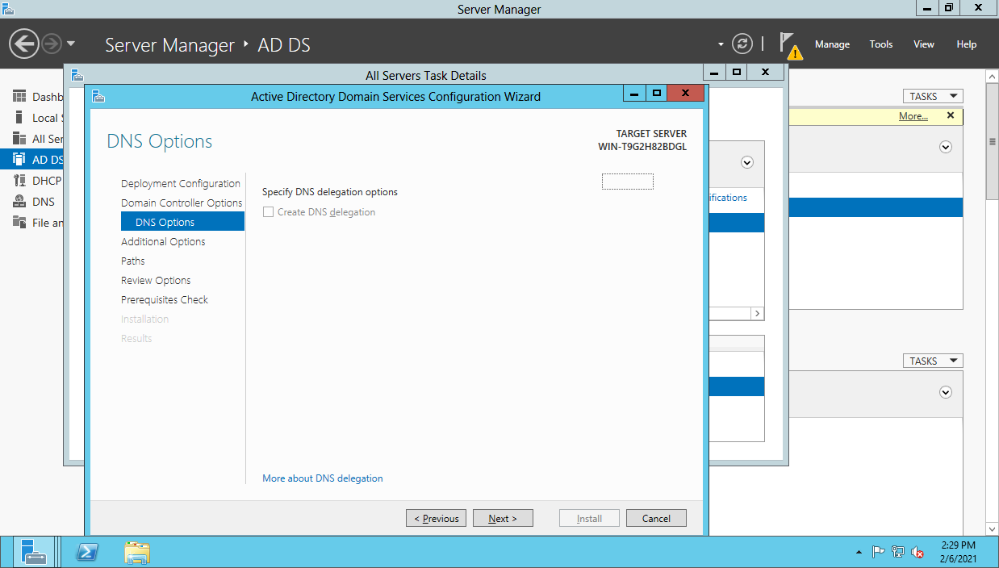 Server Manager
Server Manager ‣ AD DS
Manage
Tools
View
Help
All Servers Task Details
Active Directory Domain Services Configuration Wizard
Dashb
Local S
All Ser
AD DS
DHCP
DNS
File an
TASKS
More...
DNS Options
TARGET SERVER
WIN-T9G2H82BDGL
Deployment Configuration
Domain Controller Options
DNS Options
Additional Options
Paths
Review Options
Prerequisites Check
Installation
Results
Specify DNS delegation options
Create DNS delegation
ifications
TASKS
More about DNS delegation
< Previous
Next >
Install
Cancel
2:29 PM
2/6/2021